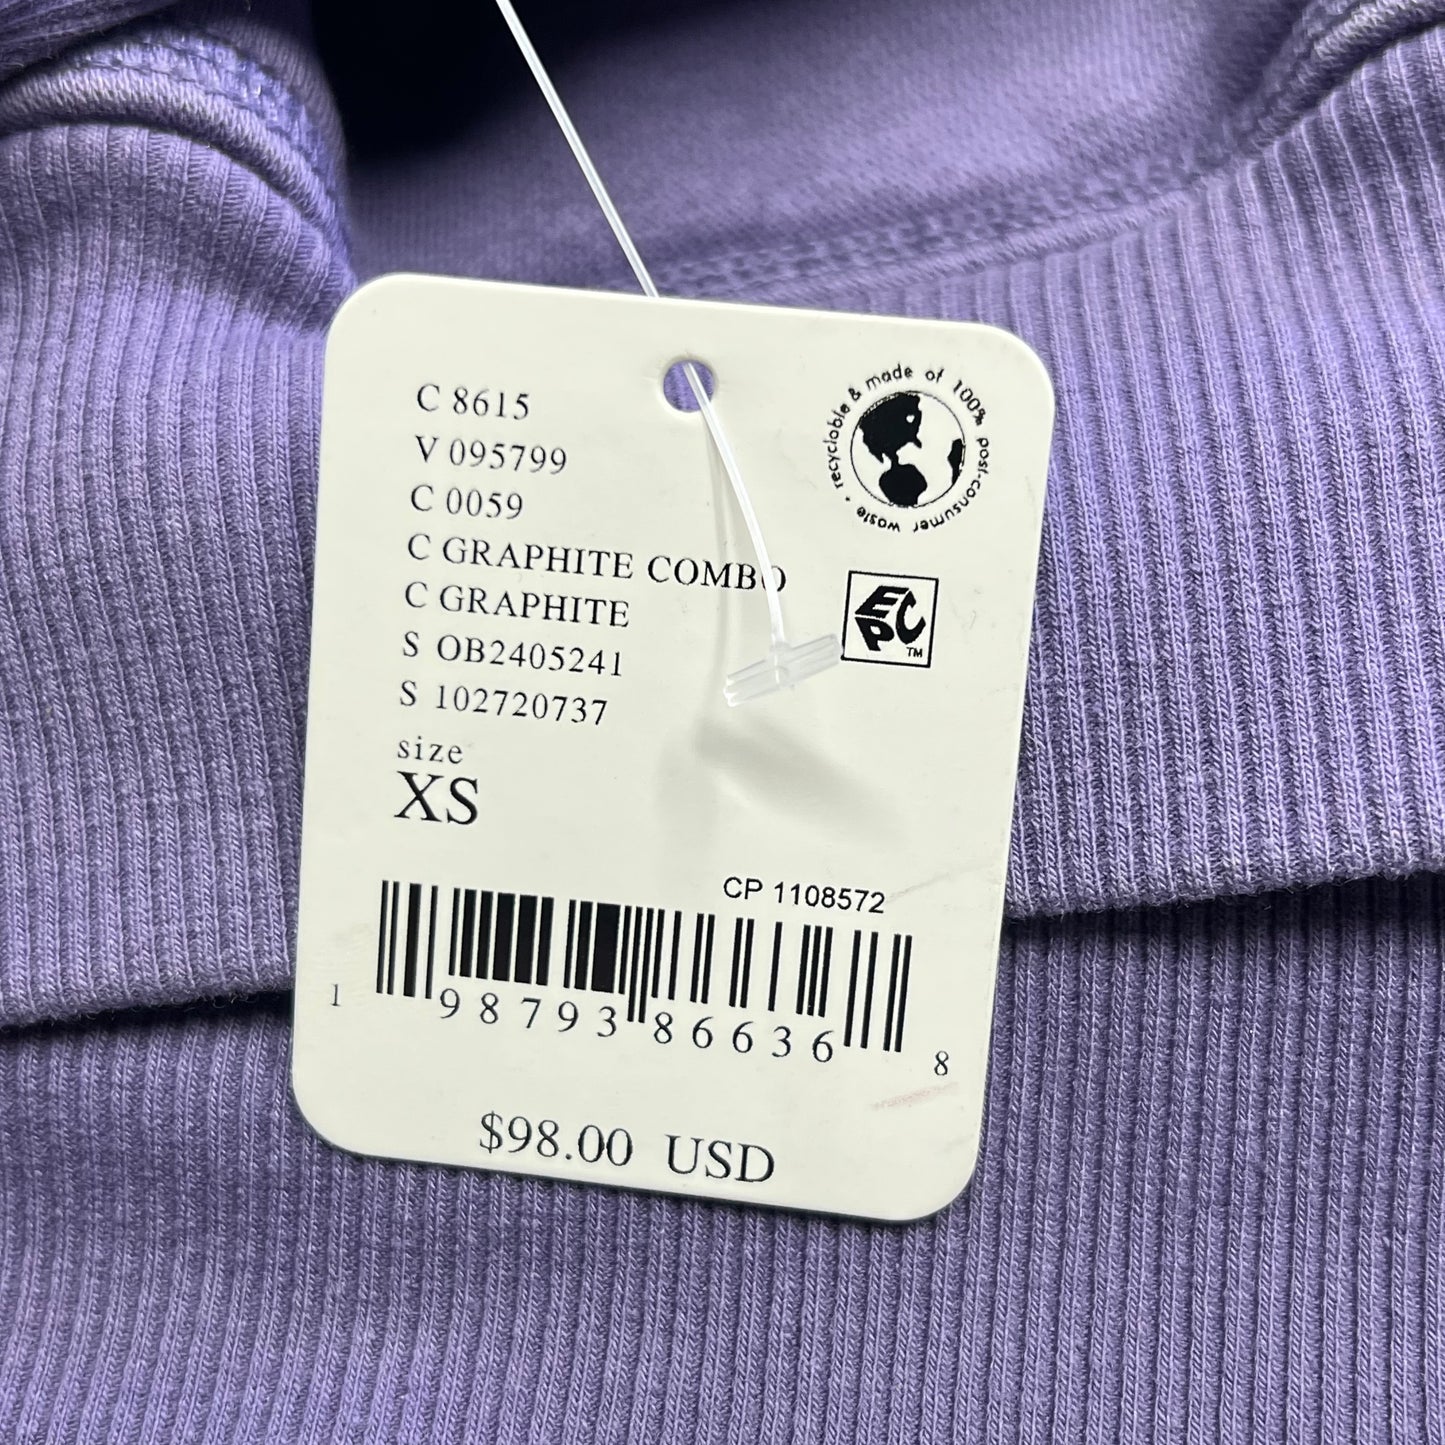 C 8615
V 095799
C 0059
C GRAPHITE COMBO
C GRAPHITE
S OB2405241
S 102720737
size
XS
recyclable & made of 100% post-consumer waste •
EPC TM
CP 1108572
1 98793 86636 8
$98.00 USD